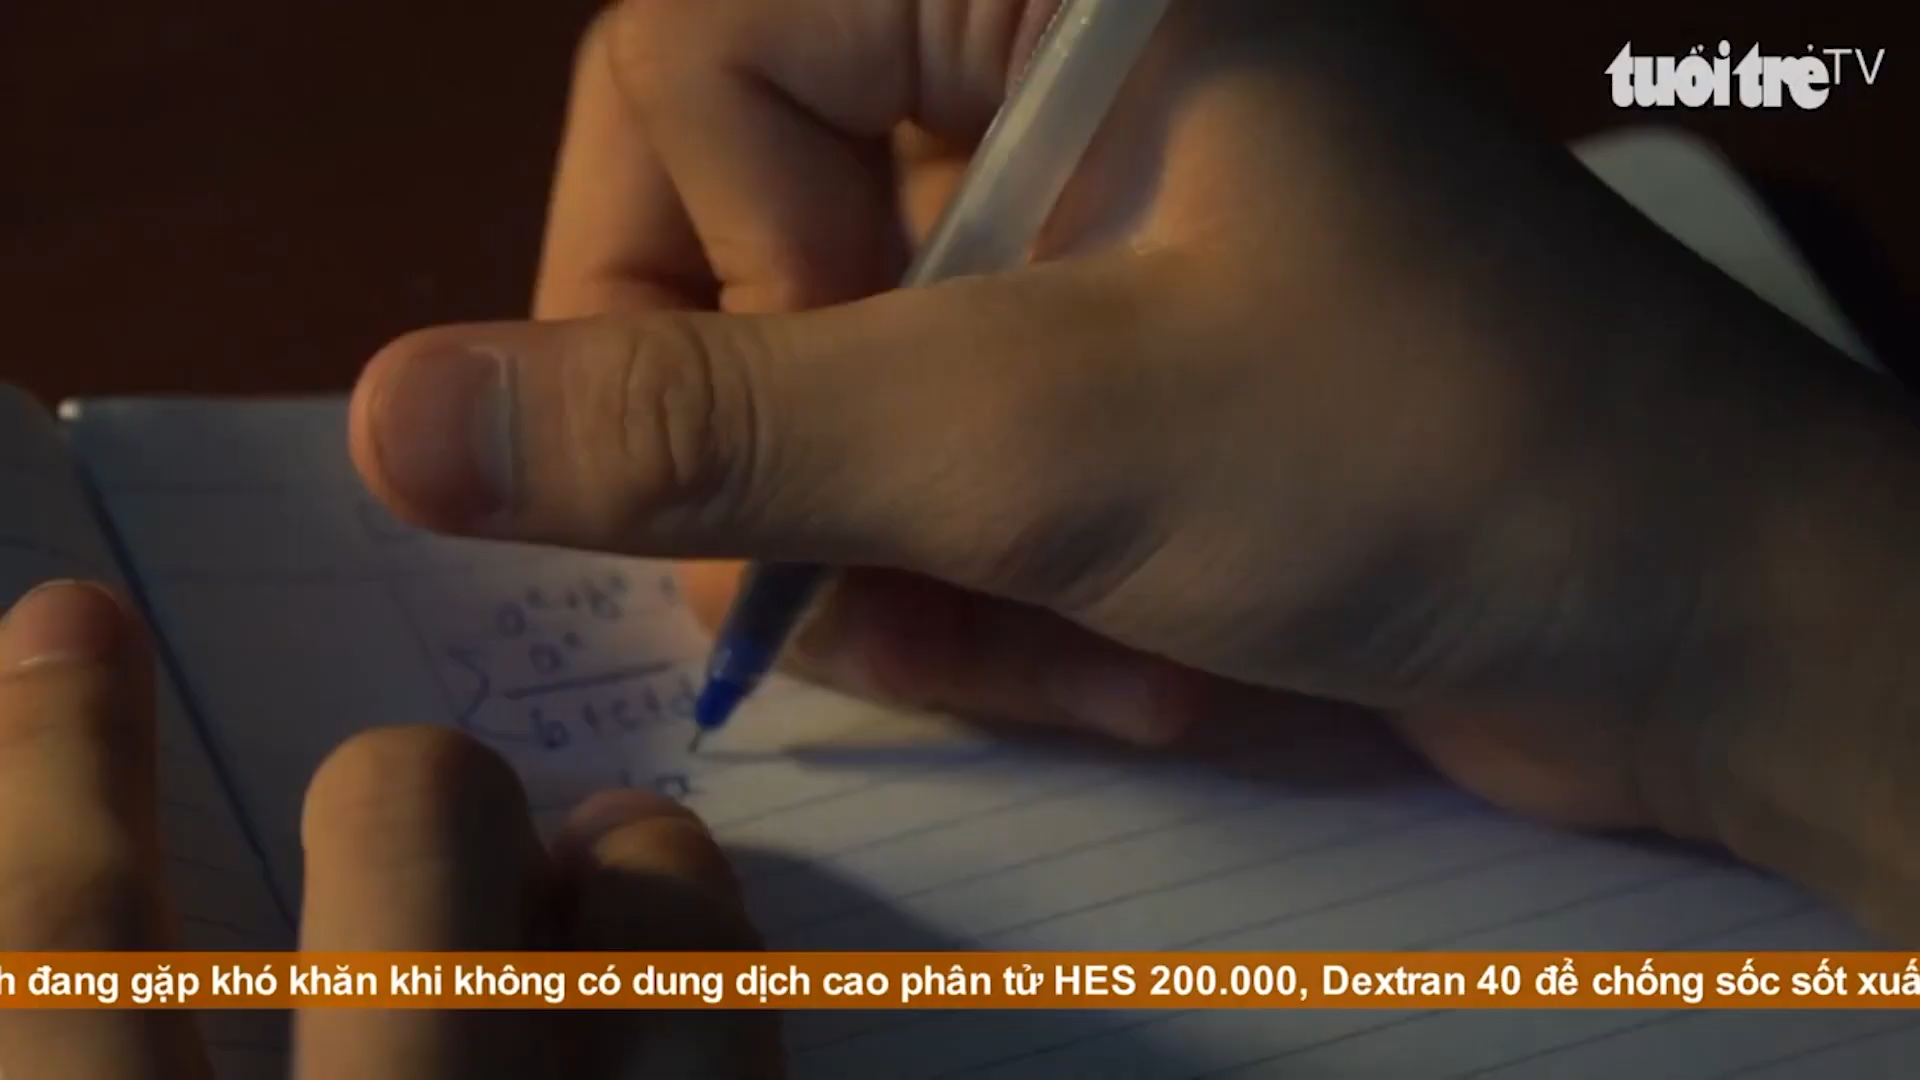 tuổi trẻ TV
a²
b+c+d
đang gặp khó khăn khi không có dung dịch cao phân tử HES 200.000, Dextran 40 để chống sốc sốt